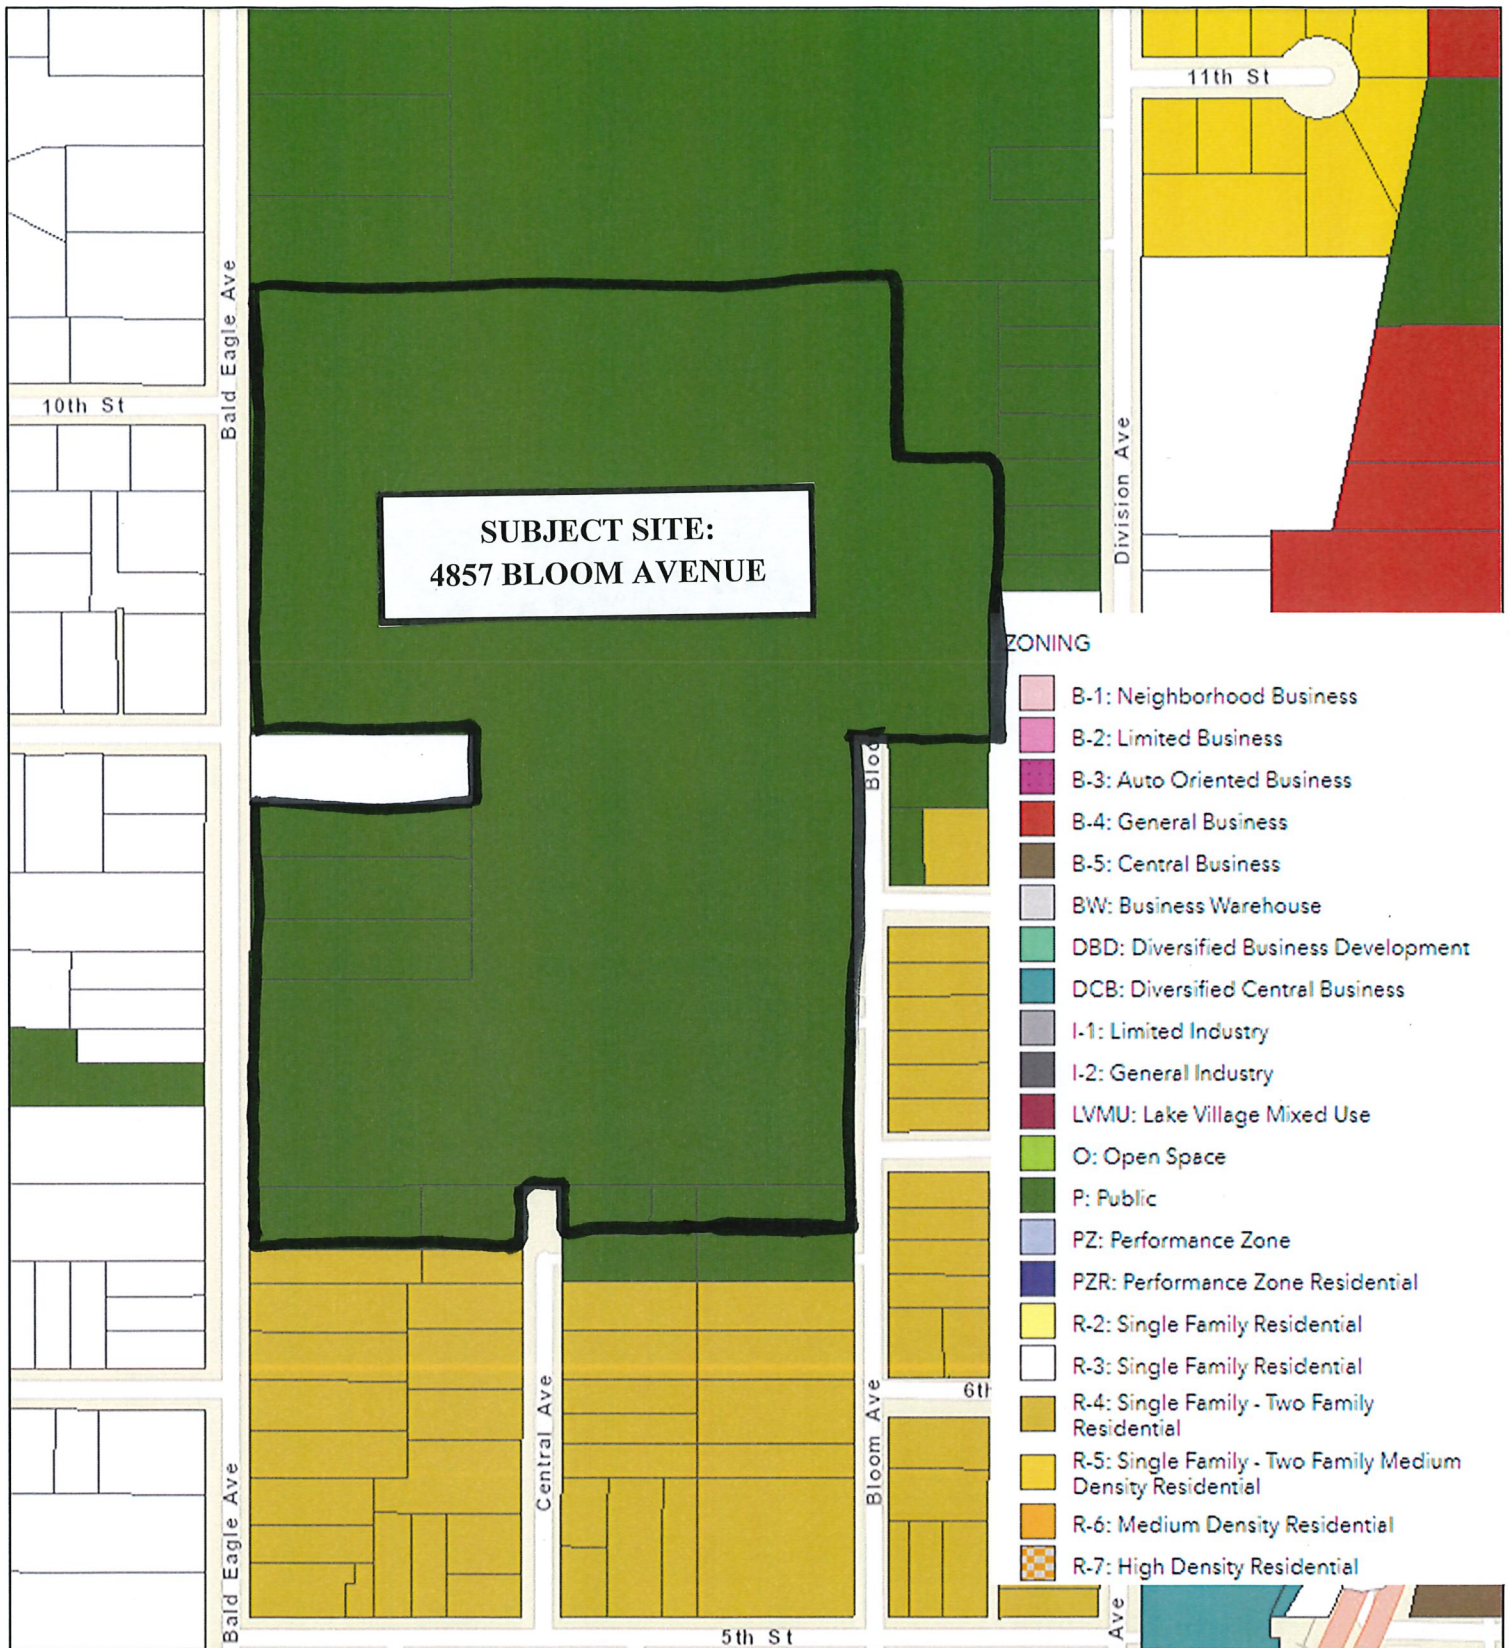 11th St
Bald Eagle Ave
10th St
Division Ave
SUBJECT SITE:
4857 BLOOM AVENUE
ZONING
B-1: Neighborhood Business
B-2: Limited Business
B-3: Auto Oriented Business
B-4: General Business
B-5: Central Business
BW: Business Warehouse
DBD: Diversified Business Development
DCB: Diversified Central Business
I-1: Limited Industry
I-2: General Industry
LVMU: Lake Village Mixed Use
O: Open Space
P: Public
PZ: Performance Zone
PZR: Performance Zone Residential
R-2: Single Family Residential
R-3: Single Family Residential
R-4: Single Family - Two Family
Residential
R-5: Single Family - Two Family Medium
Density Residential
R-6: Medium Density Residential
R-7: High Density Residential
Bloo
6th
Central Ave
Bloom Ave
Bald Eagle Ave
5th St
Ave